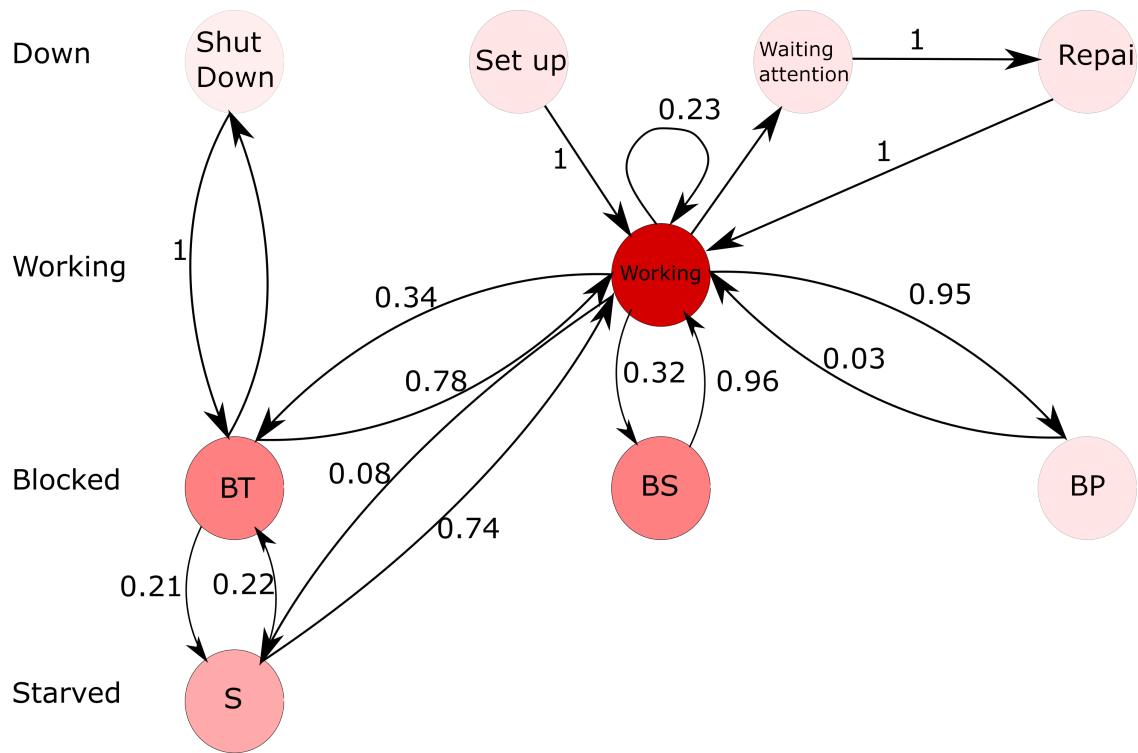 Down
Shut
Down
Set up
Waiting
attention
1
Repai
0.23
1
1
1
Working
Working
0.34
0.95
0.78
0.32
0.96
0.03
Blocked
BT
0.08
BS
BP
0.74
0.21
0.22
Starved
S